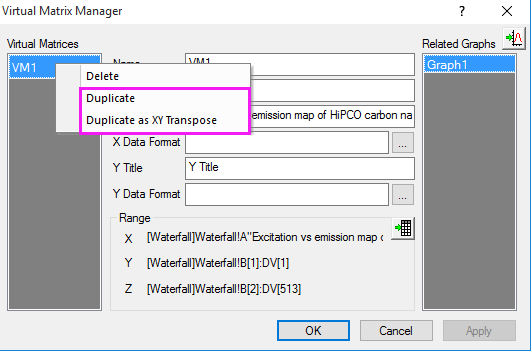 Virtual Matrix Manager ?
Virtual Matrices
Related Graphs
VM1
Name VM1
Graph1
Delete
Duplicate
Duplicate as XY Transpose
emission map of HiPCO carbon na
X Data Format ...
Y Title Y Title
Y Data Format ...
Range
X [Waterfall]Waterfall!A"Excitation vs emission map
Y [Waterfall]Waterfall!B[1]:DV[1]
Z [Waterfall]Waterfall!B[2]:DV[513]
OK Cancel Apply